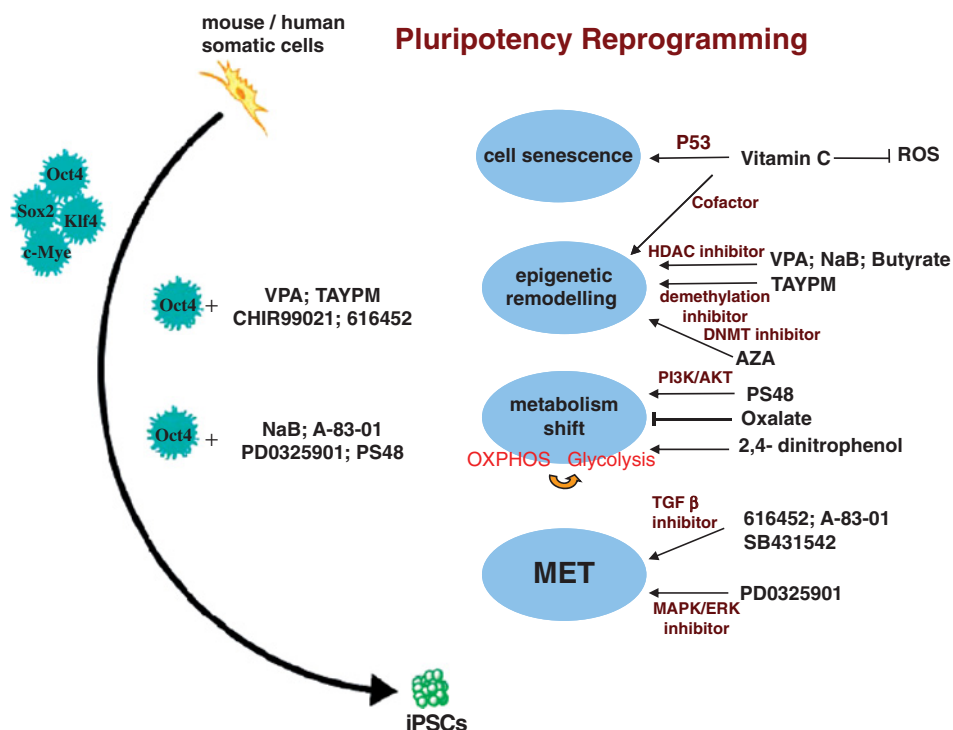 mouse / human
somatic cells
Pluripotency Reprogramming
Oct4
Sox2
Klf4
c-Mye
Oct4 +
VPA; TAYPM
CHIR99021; 616452
Oct4 +
NaB; A-83-01
PD0325901; PS48
iPSCs
cell senescence
P53
Vitamin C
ROS
Cofactor
epigenetic
remodelling
HDAC inhibitor
VPA; NaB; Butyrate
TAYPM
demethylation
inhibitor
DNMT inhibitor
AZA
PI3K/AKT
metabolism
shift
PS48
Oxalate
2,4- dinitrophenol
OXPHOS Glycolysis
TGF β
inhibitor
616452; A-83-01
SB431542
MET
PD0325901
MAPK/ERK
inhibitor